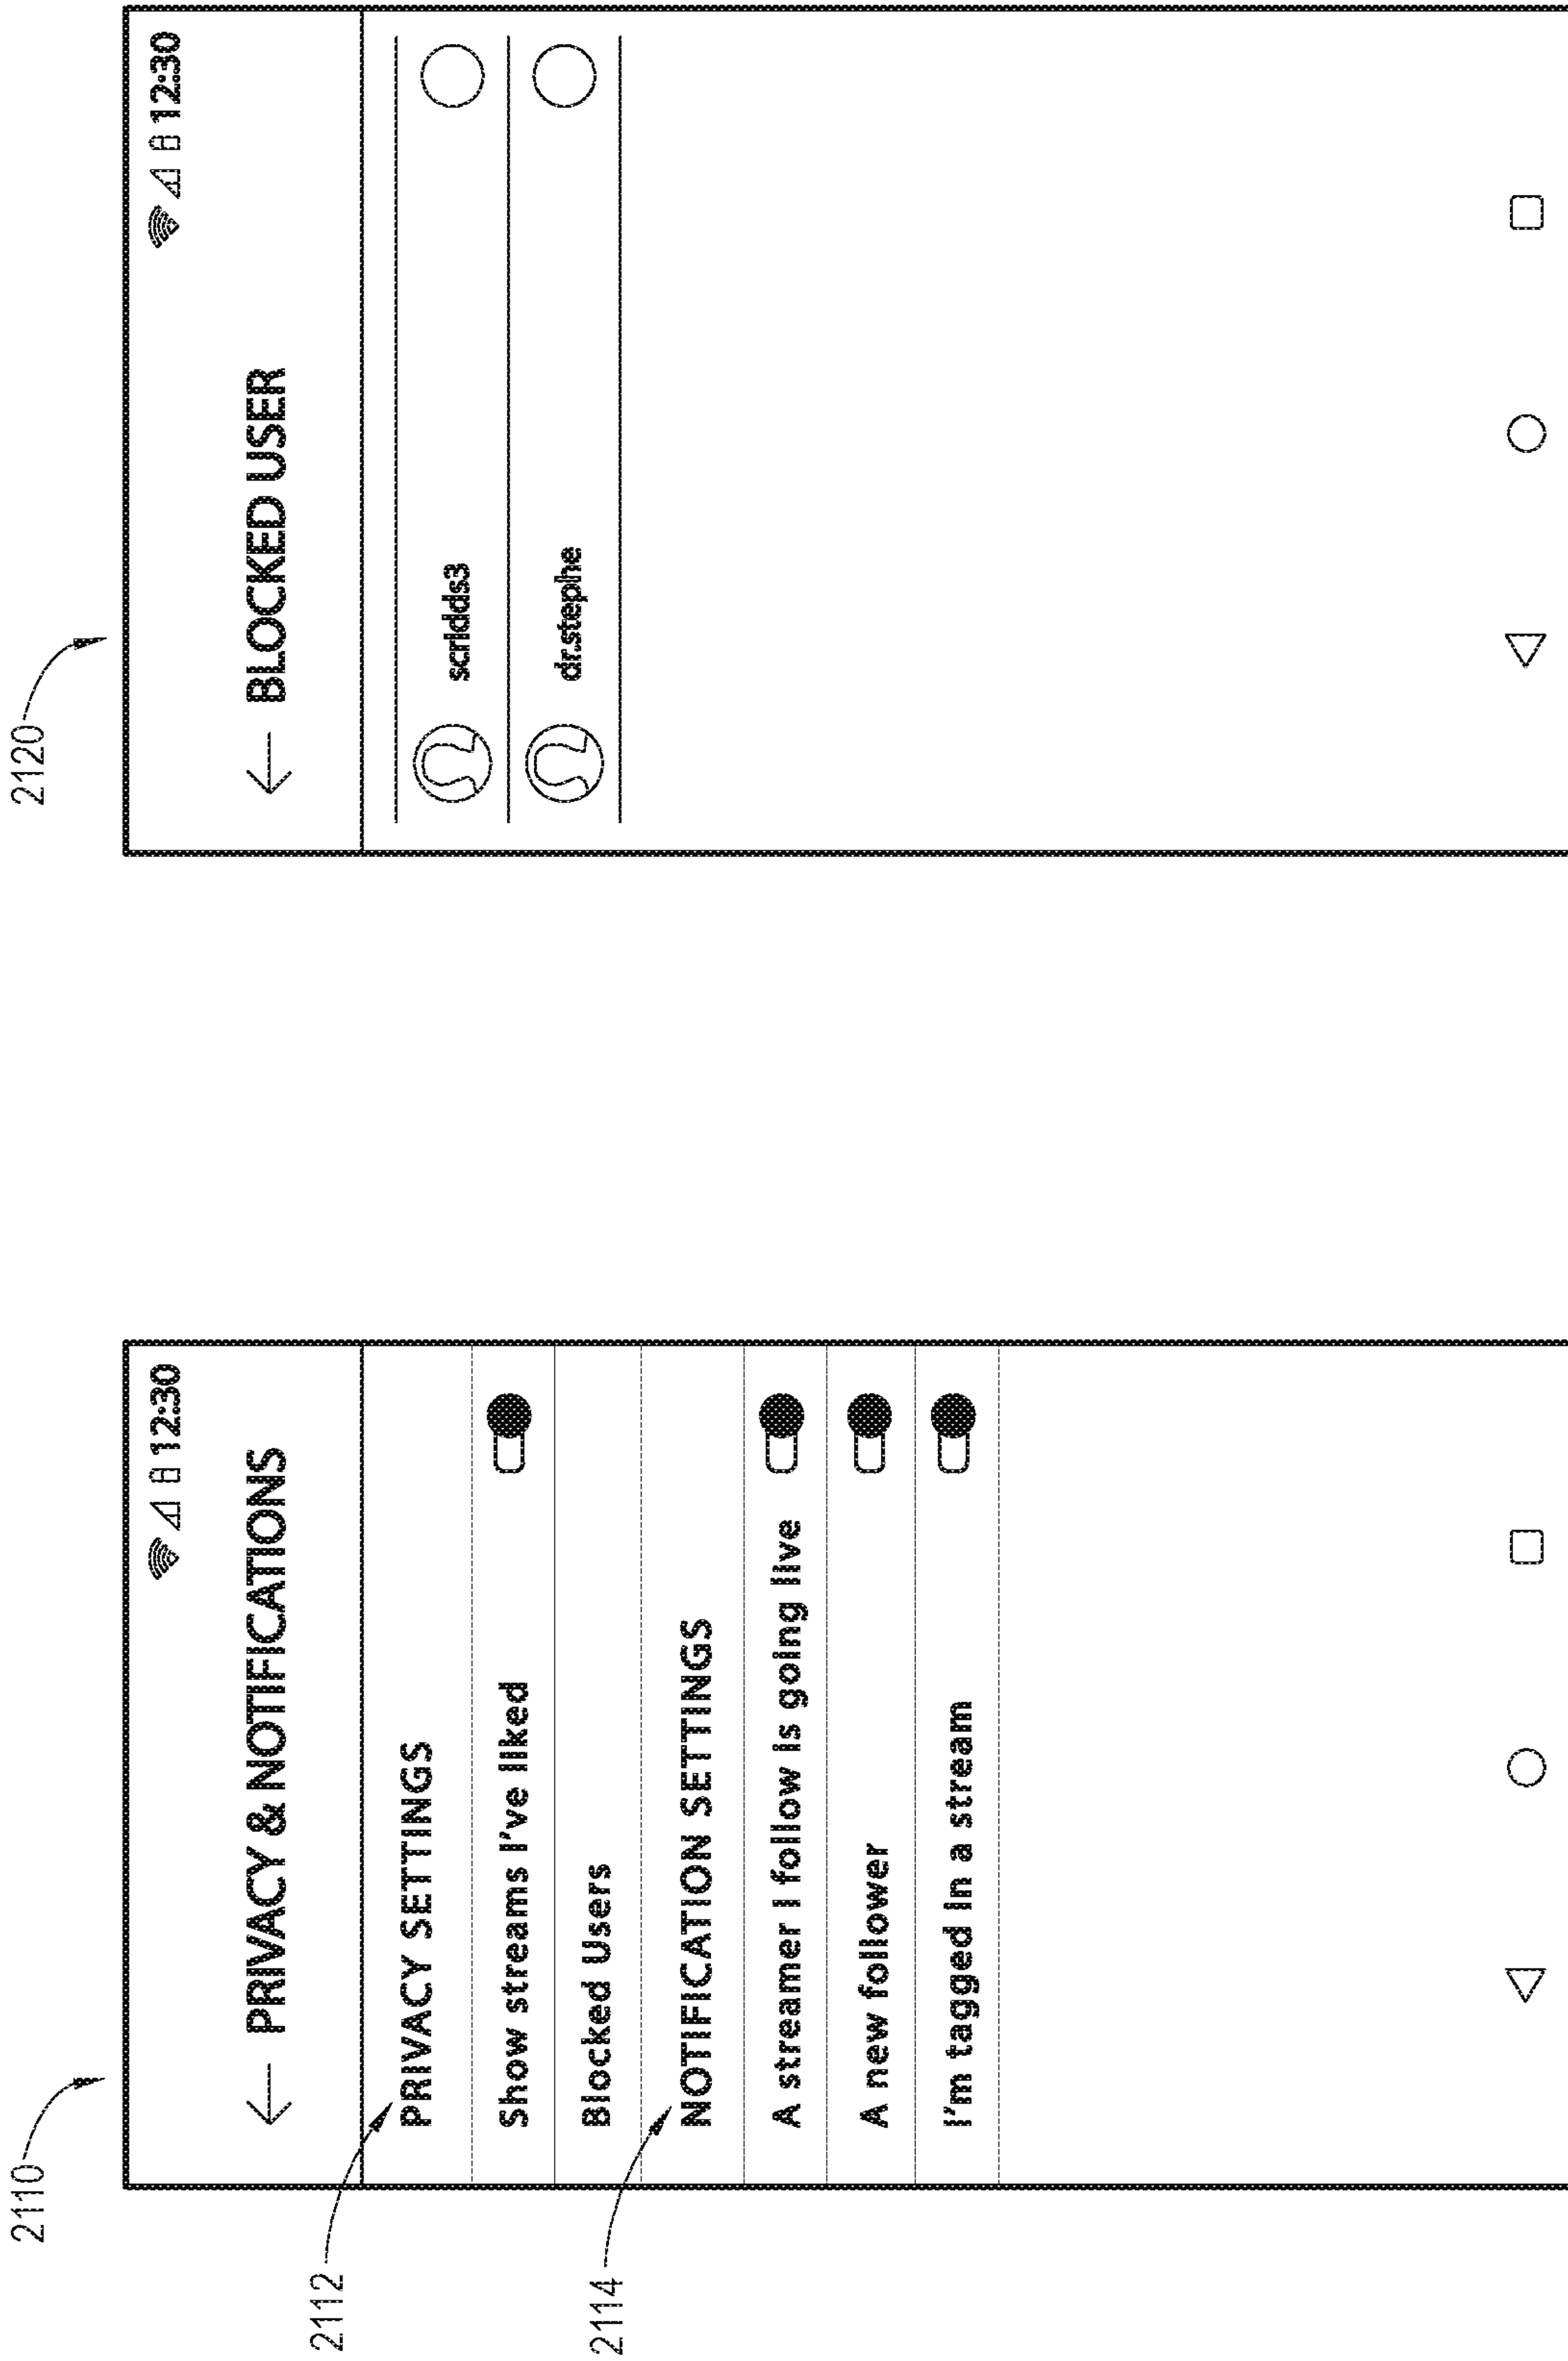 2110
12:30
PRIVACY & NOTIFICATIONS
2112
PRIVACY SETTINGS
Show streams I've liked
Blocked Users
2114
NOTIFICATION SETTINGS
A streamer I follow is going live
A new follower
I'm tagged in a stream
2120
12:30
BLOCKED USER
scridds3
dr.stephe